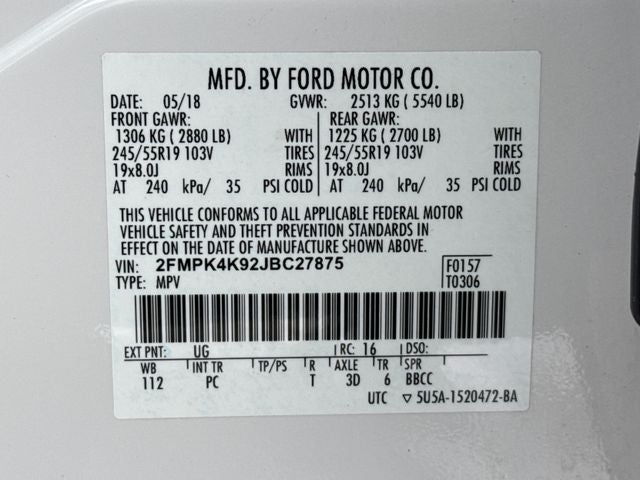 MFD. BY FORD MOTOR CO.
DATE: 05/18 GVWR: 2513 KG ( 5540 LB)
FRONT GAWR: REAR GAWR:
1306 KG ( 2880 LB) WITH 1225 KG ( 2700 LB) WITH
245/55R19 103V TIRES 245/55R19 103V TIRES
19x8.0J RIMS 19x8.0J RIMS
AT 240 kPa/ 35 PSI COLD AT 240 kPa/ 35 PSI COLD
THIS VEHICLE CONFORMS TO ALL APPLICABLE FEDERAL MOTOR
VEHICLE SAFETY AND THEFT PREVENTION STANDARDS IN
EFFECT ON THE DATE OF MANUFACTURE SHOWN ABOVE.
VIN: 2FMPK4K92JBC27875 F0157
TYPE: MPV T0306
EXT PNT: UG RC: 16 DSO:
WB INT TR TP/PS R AXLE TR SPR
112 PC T 3D 6 BBCC
UTC ▽ 5U5A-1520472-BA